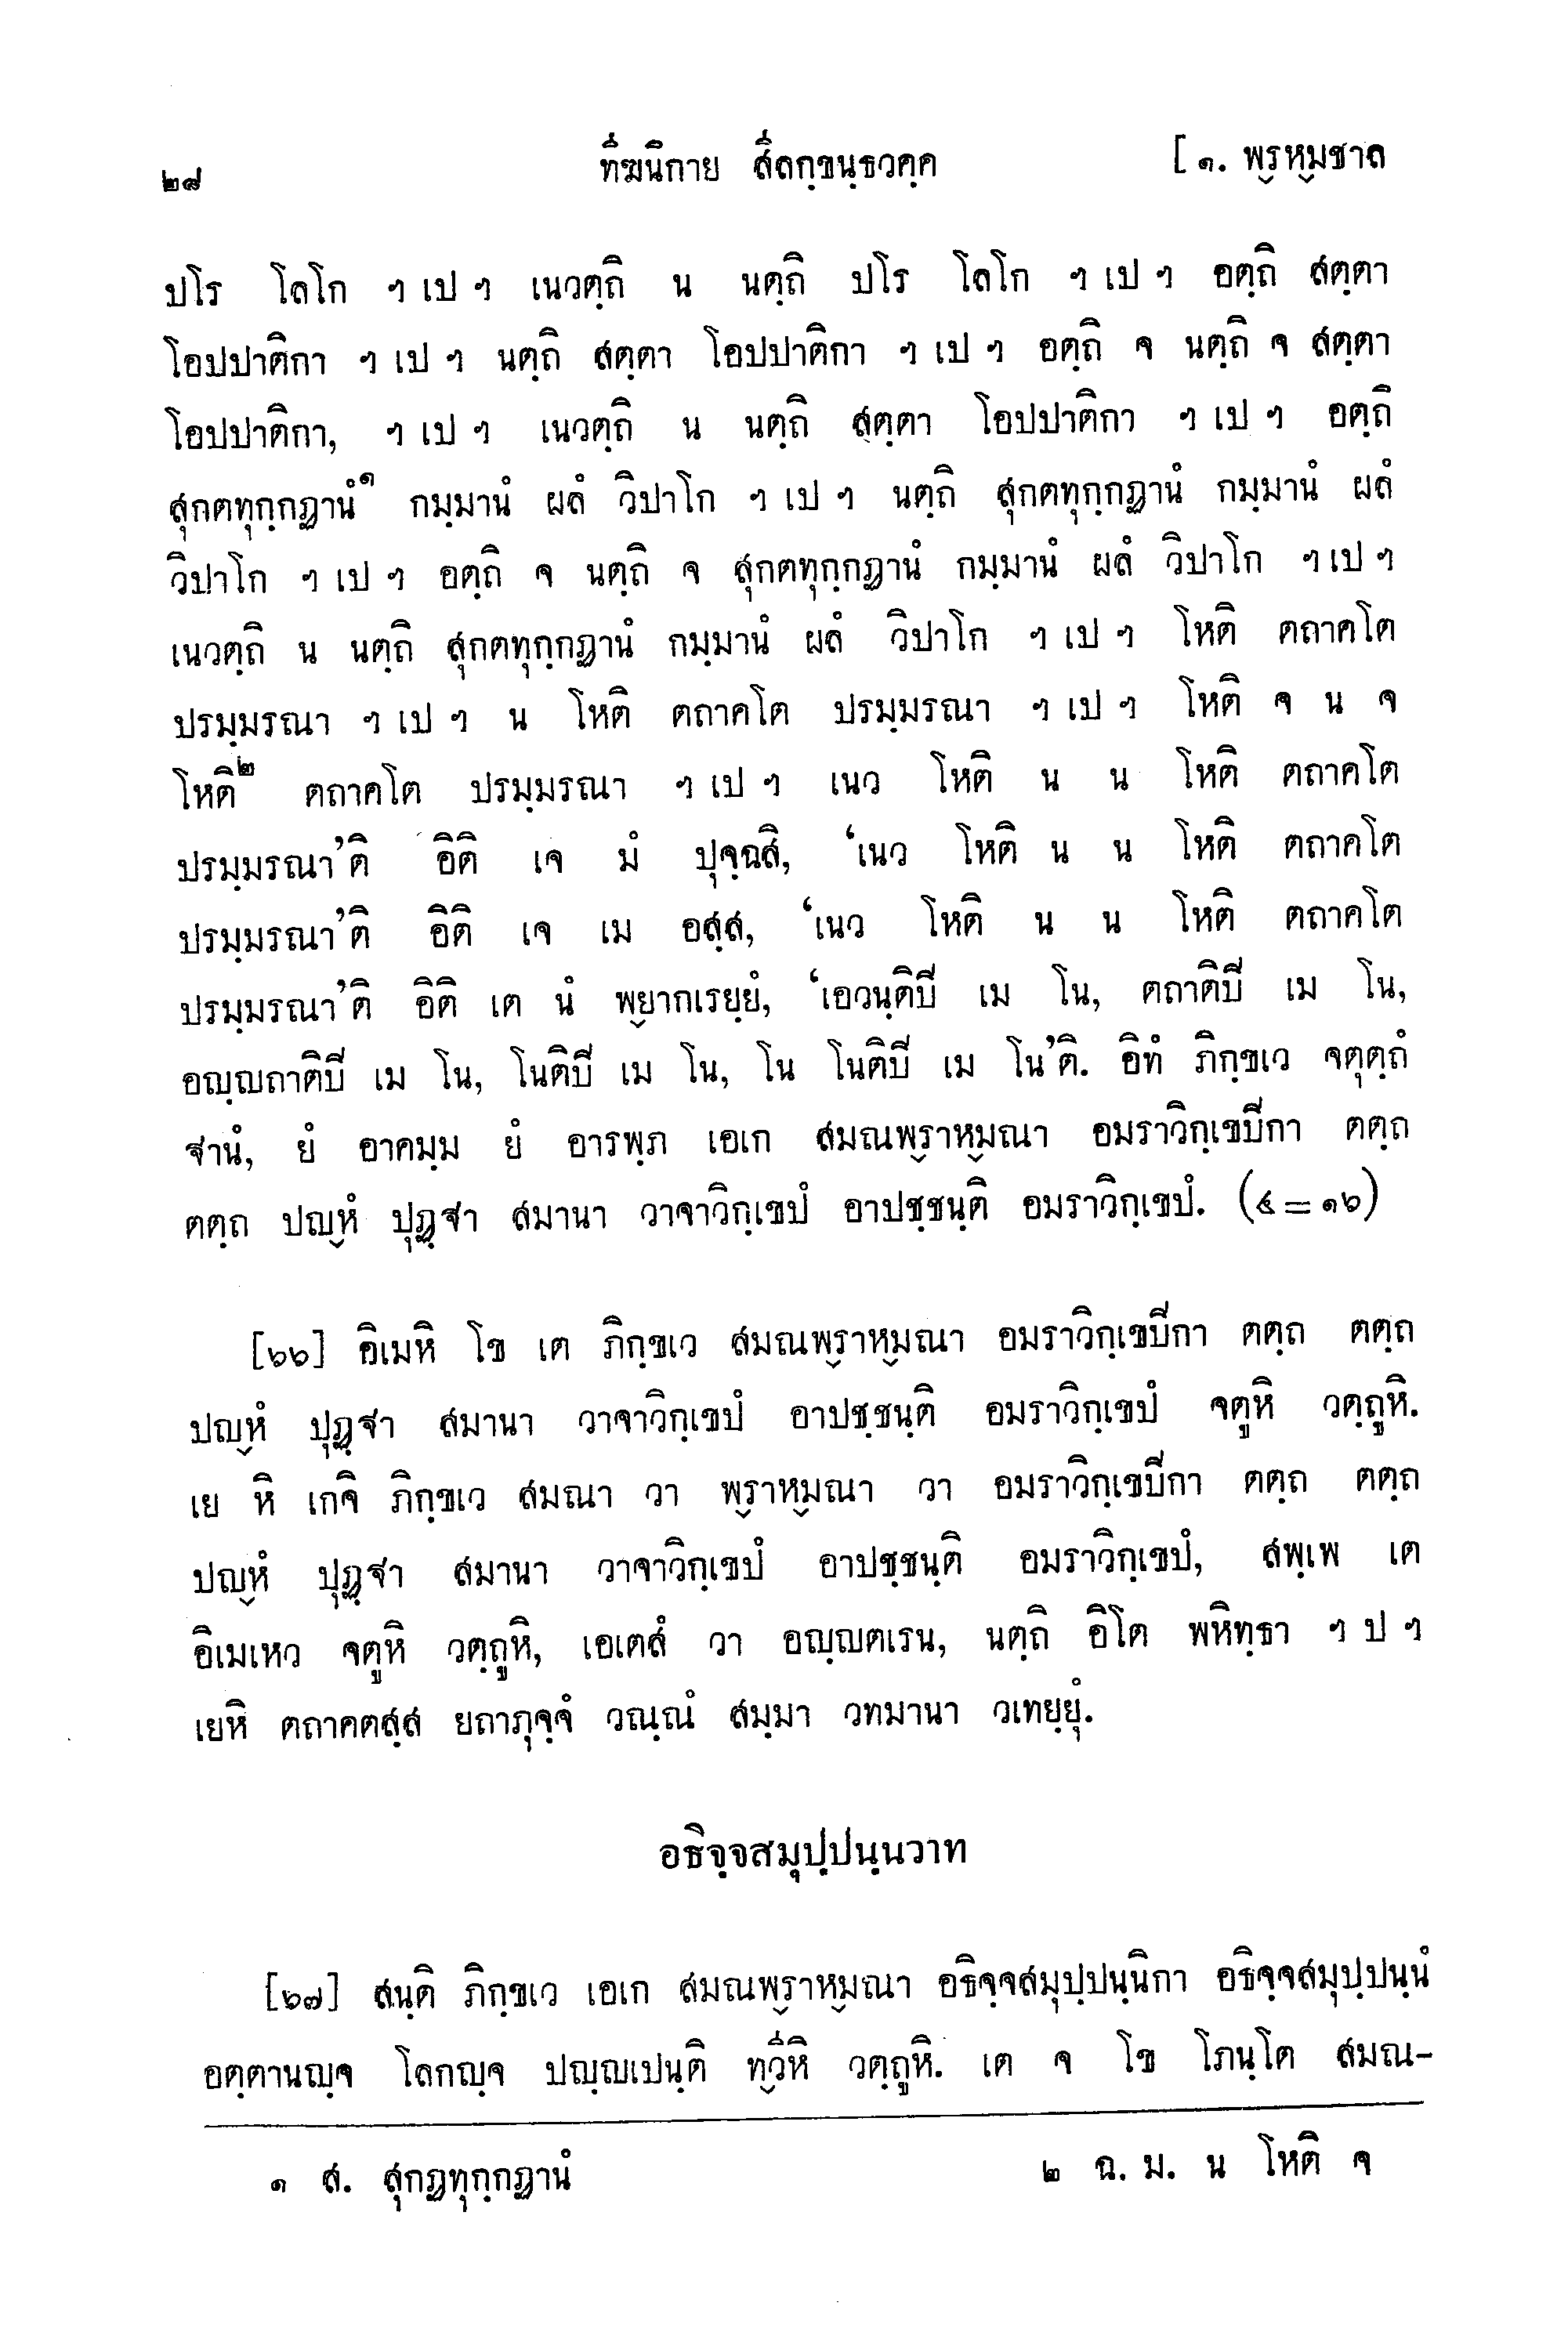 ๒๘ ทีฆนิกาย สีลกฺขนฺธวคฺค [ ๑. พฺรหฺมชาล
ปโร โลโก ฯ เป ฯ เนวตฺถิ น นตฺถิ ปโร โลโก ฯ เป ฯ อตฺถิ สตฺตา
โอปปาติกา ฯ เป ฯ นตฺถิ สตฺตา โอปปาติกา ฯ เป ฯ อตฺถิ จ นตฺถิ จ สตฺตา
โอปปาติกา, ฯ เป ฯ เนวตฺถิ น นตฺถิ สตฺตา โอปปาติกา ฯ เป ฯ อตฺถิ
สุกตทุกฺกฏานํ๑ กมฺมานํ ผลํ วิปาโก ฯ เป ฯ นตฺถิ สุกตทุกฺกฏานํ กมฺมานํ ผลํ
วิปาโก ฯ เป ฯ อตฺถิ จ นตฺถิ จ สุกตทุกฺกฏานํ กมฺมานํ ผลํ วิปาโก ฯ เป ฯ
เนวตฺถิ น นตฺถิ สุกตทุกฺกฏานํ กมฺมานํ ผลํ วิปาโก ฯ เป ฯ โหติ ตถาคโต
ปรมฺมรณา ฯ เป ฯ น โหติ ตถาคโต ปรมฺมรณา ฯ เป ฯ โหติ จ น จ
โหติ๒ ตถาคโต ปรมฺมรณา ฯ เป ฯ เนว โหติ น น โหติ ตถาคโต
ปรมฺมรณา’ติ อิติ เจ มํ ปุจฺฉสิ, ‘เนว โหติ น น โหติ ตถาคโต
ปรมฺมรณา’ติ อิติ เจ เม อสฺส, ‘เนว โหติ น น โหติ ตถาคโต
ปรมฺมรณา’ติ อิติ เต นํ พฺยากเรยฺยํ, ‘เอวนฺติปี เม โน, ตถาติปี เม โน,
อญฺญถาติปี เม โน, โนติปี เม โน, โน โนติปี เม โน’ติ. อิทํ ภิกฺขเว จตุตฺถํ
ฐานํ, ยํ อาคมฺม ยํ อารพฺภ เอเก สมณพฺราหฺมณา อมราวิกฺเขปีกา ตตฺถ
ตตฺถ ปญฺหํ ปุฏฺฐา สมานา วาจาวิกฺเขปํ อาปชฺชนฺติ อมราวิกฺเขปํ. (๔ = ๑๖)
[๖๖] อิเมหิ โข เต ภิกฺขเว สมณพฺราหฺมณา อมราวิกฺเขปีกา ตตฺถ ตตฺถ
ปญฺหํ ปุฏฺฐา สมานา วาจาวิกฺเขปํ อาปชฺชนฺติ อมราวิกฺเขปํ จตูหิ วตฺถูหิ.
เย หิ เกจิ ภิกฺขเว สมณา วา พฺราหฺมณา วา อมราวิกฺเขปีกา ตตฺถ ตตฺถ
ปญฺหํ ปุฏฺฐา สมานา วาจาวิกฺเขปํ อาปชฺชนฺติ อมราวิกฺเขปํ, สพฺเพ เต
อิเมเหว จตูหิ วตฺถูหิ, เอเตสํ วา อญฺญตเรน, นตฺถิ อิโต พหิทฺธา ฯ ป ฯ
เยหิ ตถาคตสฺส ยถาภุจฺจํ วณฺณํ สมฺมา วทมานา วเทยฺยุํ.
อธิจฺจสมุปฺปนฺนวาท
[๖๗] สนฺติ ภิกฺขเว เอเก สมณพฺราหฺมณา อธิจฺจสมุปฺปนฺนิกา อธิจฺจสมุปฺปนฺนํ
อตฺตานญฺจ โลกญฺจ ปญฺญเปนฺติ ทฺวีหิ วตฺถูหิ. เต จ โข โภนฺโต สมณ-
๑ ส. สุกฏทุกฺกฏานํ ๒ ฉ. ม. น โหติ จ